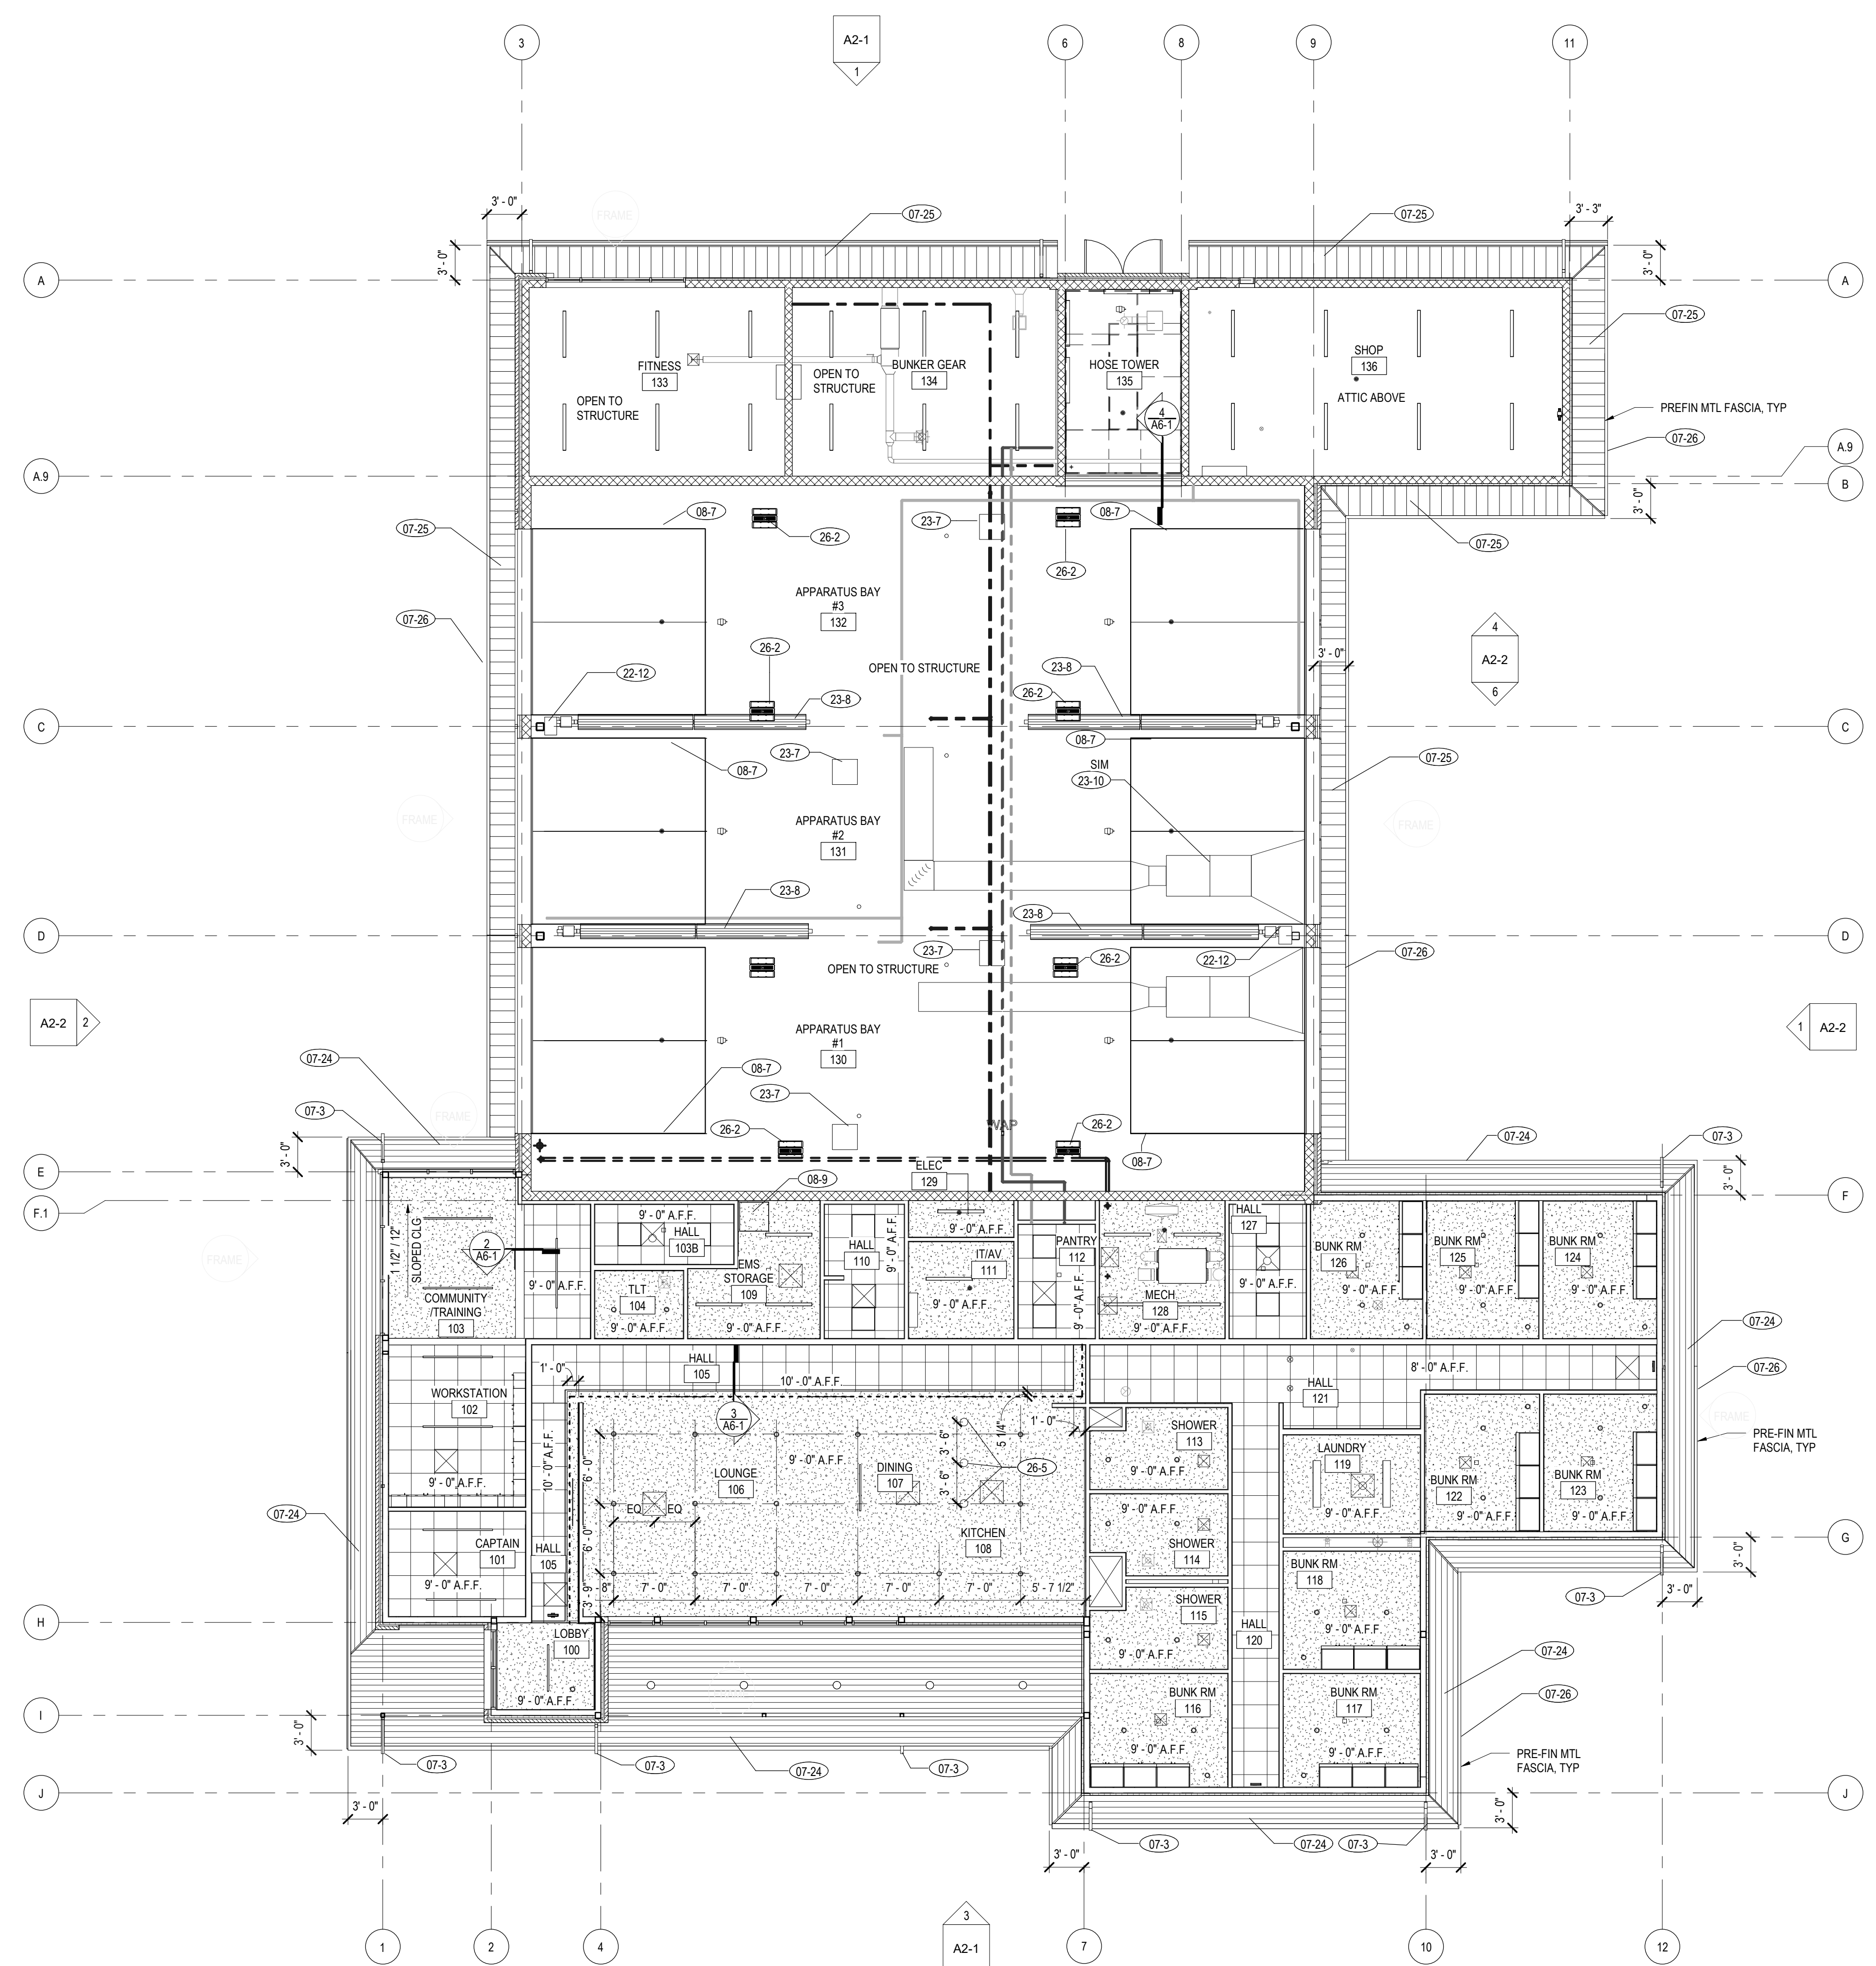 A2-1
1
3
6
8
9
11
3' - 0"
FRAME
07-25
07-25
3' - 3"
3' - 0"
3' - 0"
A
A
07-25
FITNESS
133
OPEN TO
STRUCTURE
OPEN TO
STRUCTURE
BUNKER GEAR
134
HOSE TOWER
135
SHOP
136
ATTIC ABOVE
4
A6-1
PREFIN MTL FASCIA, TYP
07-26
A.9
A.9
B
3' - 0"
07-25
07-25
08-7
26-2
23-7
26-2
08-7
07-26
APPARATUS BAY
#3
132
26-2
22-12
23-8
OPEN TO STRUCTURE
26-2
23-8
3' - 0"
4
A2-2
6
C
C
08-7
23-7
08-7
SIM
23-10
07-25
FRAME
FRAME
APPARATUS BAY
#2
131
23-8
23-8
D
D
23-7
OPEN TO STRUCTURE
26-2
22-12
07-26
A2-2
2
1
A2-2
APPARATUS BAY
#1
130
07-24
08-7
23-7
FRAME
07-3
26-2
WAP
26-2
08-7
07-24
07-3
3' - 0"
3' - 0"
E
F.1
F
ELEC
129
9' - 0" A.F.F.
08-9
1 1/2" / 12"
SLOPED CLG
2
A6-1
COMMUNITY
/TRAINING
103
9' - 0" A.F.F.
9' - 0" A.F.F.
HALL
103B
TLT
104
9' - 0" A.F.F.
EMS
STORAGE
109
9' - 0" A.F.F.
HALL
110
9' - 0" A.F.F.
IT/AV
111
9' - 0" A.F.F.
PANTRY
112
9' - 0" A.F.F.
MECH.
128
9' - 0" A.F.F.
HALL
127
9' - 0" A.F.F.
BUNK RM
126
9' - 0" A.F.F.
BUNK RM
125
9' - 0" A.F.F.
BUNK RM
124
9' - 0" A.F.F.
FRAME
07-24
07-26
FRAME
PRE-FIN MTL
FASCIA, TYP
HALL
105
10' - 0" A.F.F.
1' - 0"
3
A6-1
WORKSTATION
102
9' - 0" A.F.F.
10' - 0" A.F.F.
HALL
121
8' - 0" A.F.F.
LOUNGE
106
9' - 0" A.F.F.
DINING
107
KITCHEN
108
26-5
3' - 6"
3' - 6"
5 1/4"
1' - 0"
EQ
EQ
6' - 0"
6' - 0"
3' - 9"
8"
7' - 0"
7' - 0"
7' - 0"
7' - 0"
7' - 0"
5' - 7 1/2"
SHOWER
113
9' - 0" A.F.F.
9' - 0" A.F.F.
SHOWER
114
SHOWER
115
9' - 0" A.F.F.
BUNK RM
116
9' - 0" A.F.F.
LAUNDRY
119
9' - 0" A.F.F.
BUNK RM
118
9' - 0" A.F.F.
BUNK RM
117
9' - 0" A.F.F.
HALL
120
BUNK RM
122
9' - 0" A.F.F.
BUNK RM
123
9' - 0" A.F.F.
07-24
CAPTAIN
101
9' - 0" A.F.F.
HALL
105
LOBBY
100
9' - 0" A.F.F.
G
3' - 0"
3' - 0"
07-3
H
07-24
07-26
PRE-FIN MTL
FASCIA, TYP
I
3' - 0"
07-3
07-3
07-24
07-3
J
J
3' - 0"
3' - 0"
07-3
07-24
07-3
3' - 0"
3' - 0"
3
A2-1
1
2
4
7
10
12